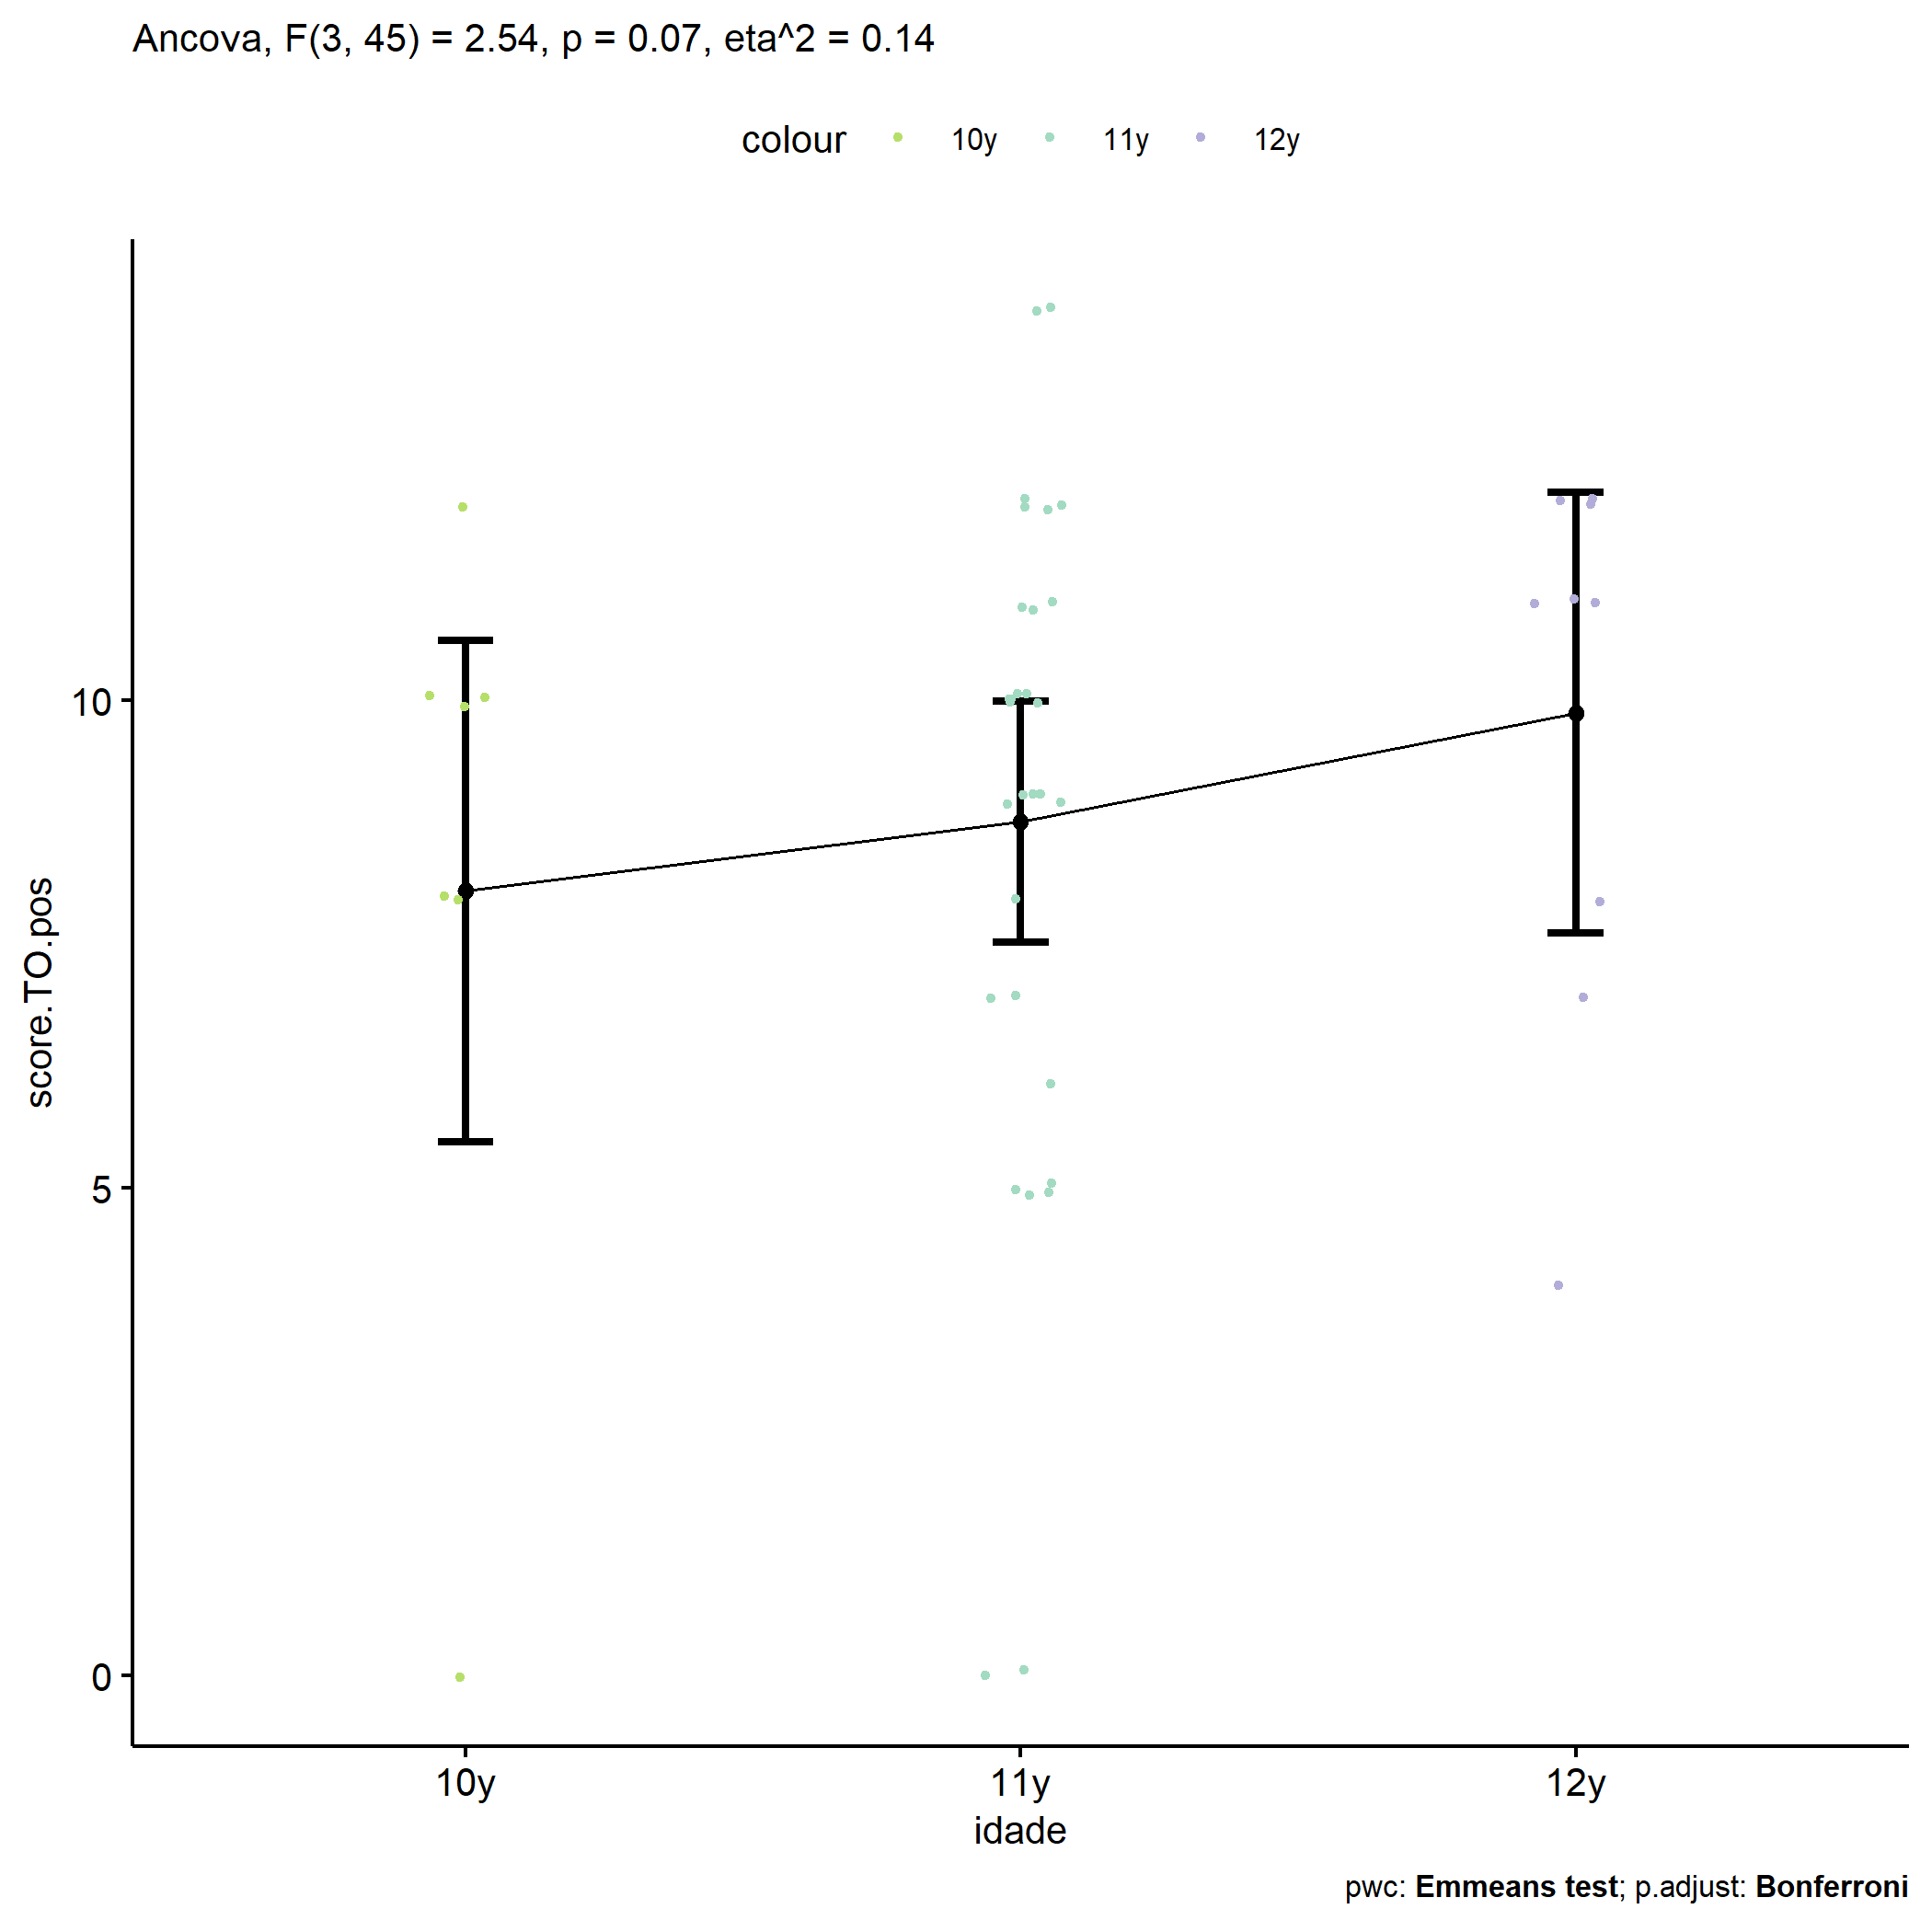 Ancova, F(3, 45) = 2.54, p = 0.07, eta^2 = 0.14
colour 10y 11y 12y
score.TO.pos
10
5
0
10y 11y 12y
idade
pwc: Emmeans test; p.adjust: Bonferroni